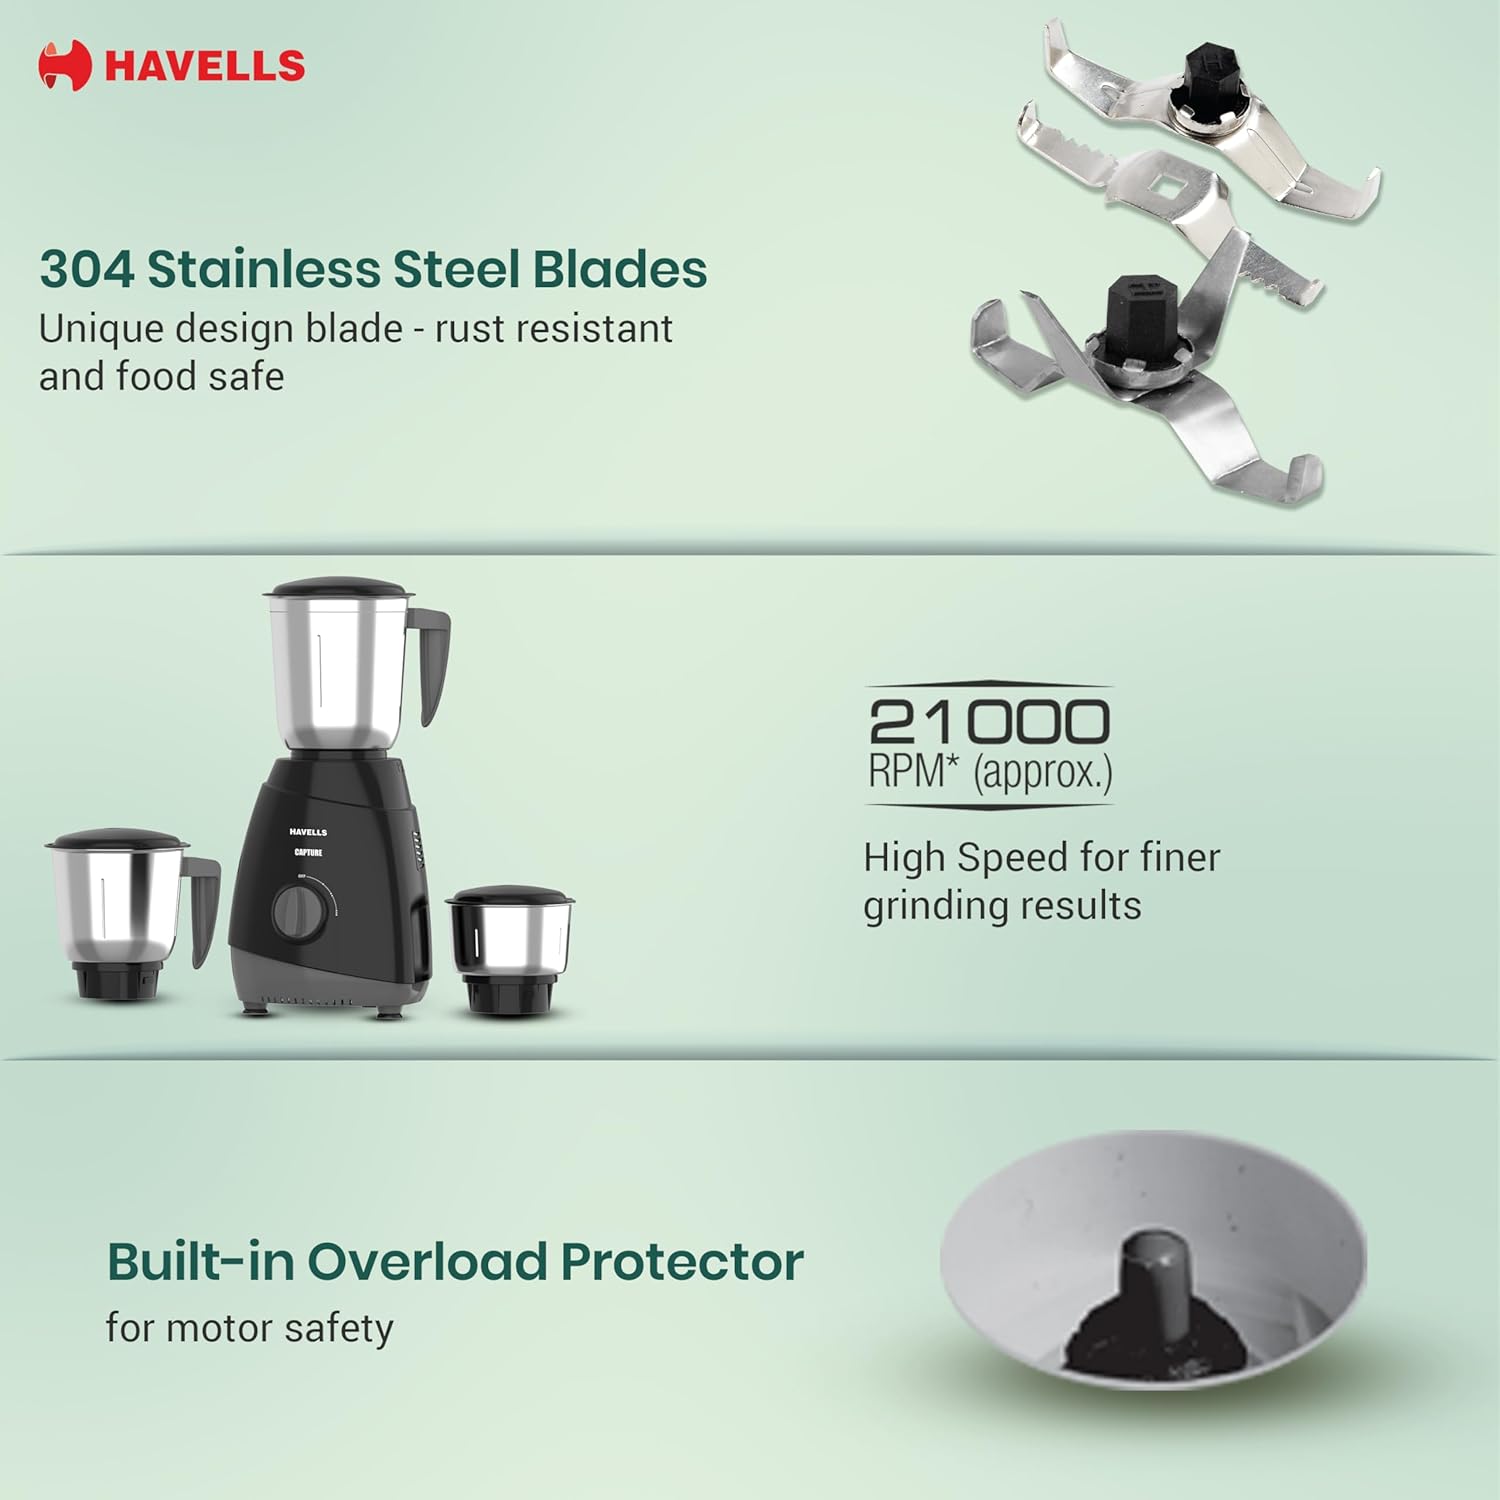 HAVELLS
304 Stainless Steel Blades
Unique design blade - rust resistant
and food safe
HAVELLS
CAPTURE
21000
RPM* (approx.)
High Speed for finer
grinding results
Built-in Overload Protector
for motor safety